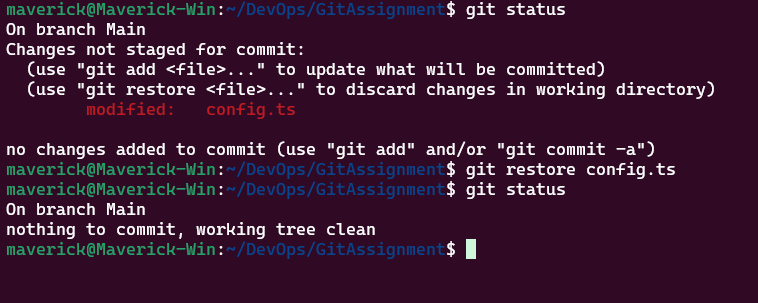 maverick@Maverick-Win:~/DevOps/GitAssignment$ git status
On branch Main
Changes not staged for commit:
  (use "git add <file>..." to update what will be committed)
  (use "git restore <file>..." to discard changes in working directory)
        modified:   config.ts

no changes added to commit (use "git add" and/or "git commit -a")
maverick@Maverick-Win:~/DevOps/GitAssignment$ git restore config.ts
maverick@Maverick-Win:~/DevOps/GitAssignment$ git status
On branch Main
nothing to commit, working tree clean
maverick@Maverick-Win:~/DevOps/GitAssignment$